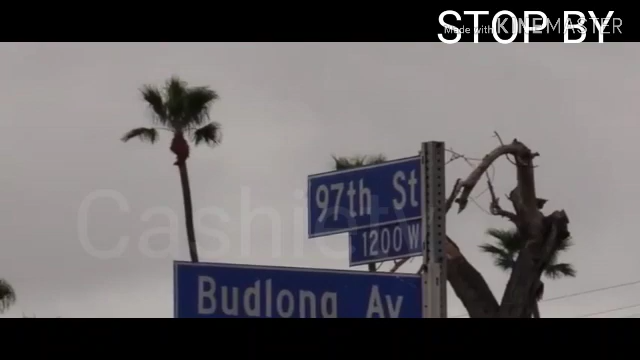 STOP BY
Made with KINEMASTER
97th St
1200 W
Budlong Av